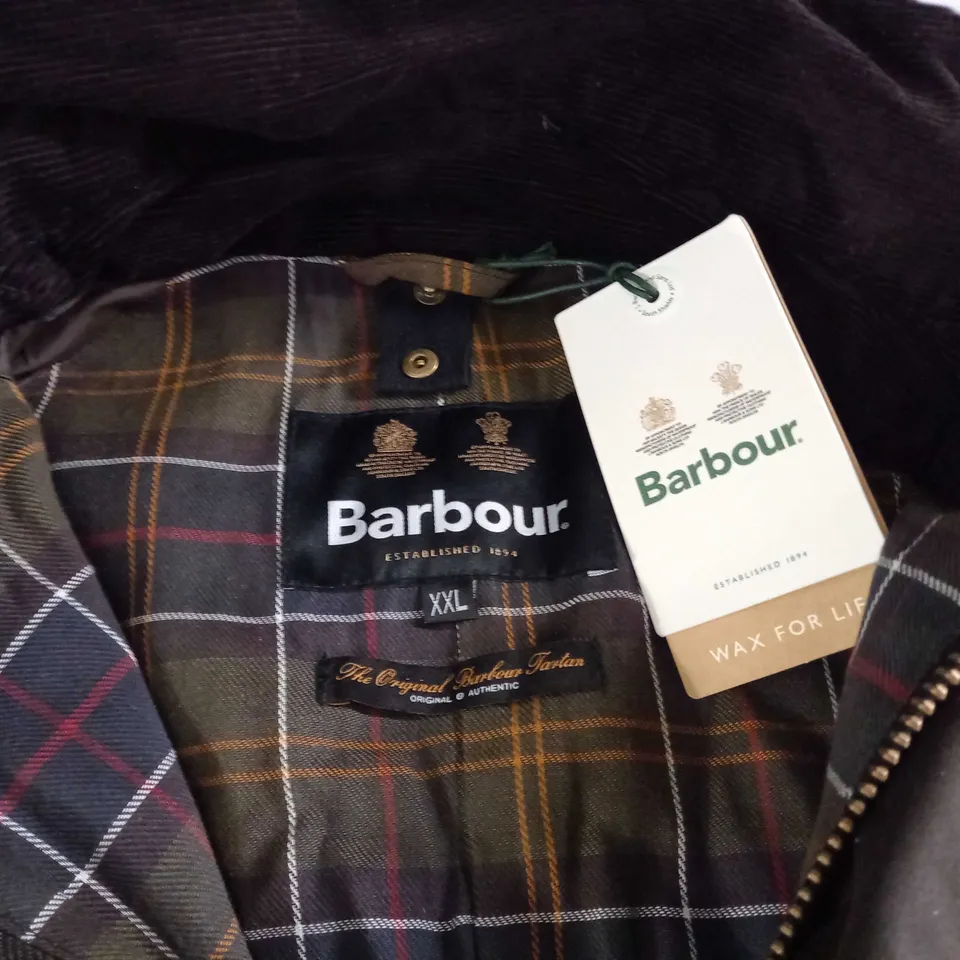 Barbour.
ESTABLISHED 1894
XXL
The Original Barbour Tartan
ORIGINAL & AUTHENTIC
Barbour.
ESTABLISHED 1894
WAX FOR LIF